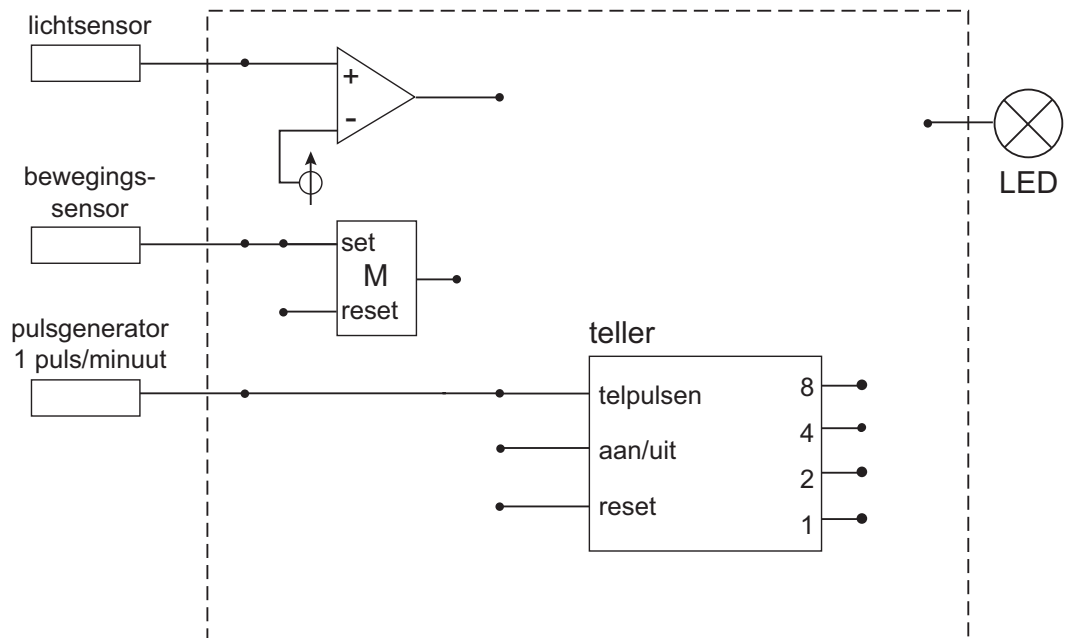 lichtsensor
+
-
bewegings-
sensor
set
M
reset
LED
pulsgenerator
1 puls/minuut
teller
telpulsen
aan/uit
reset
8
4
2
1